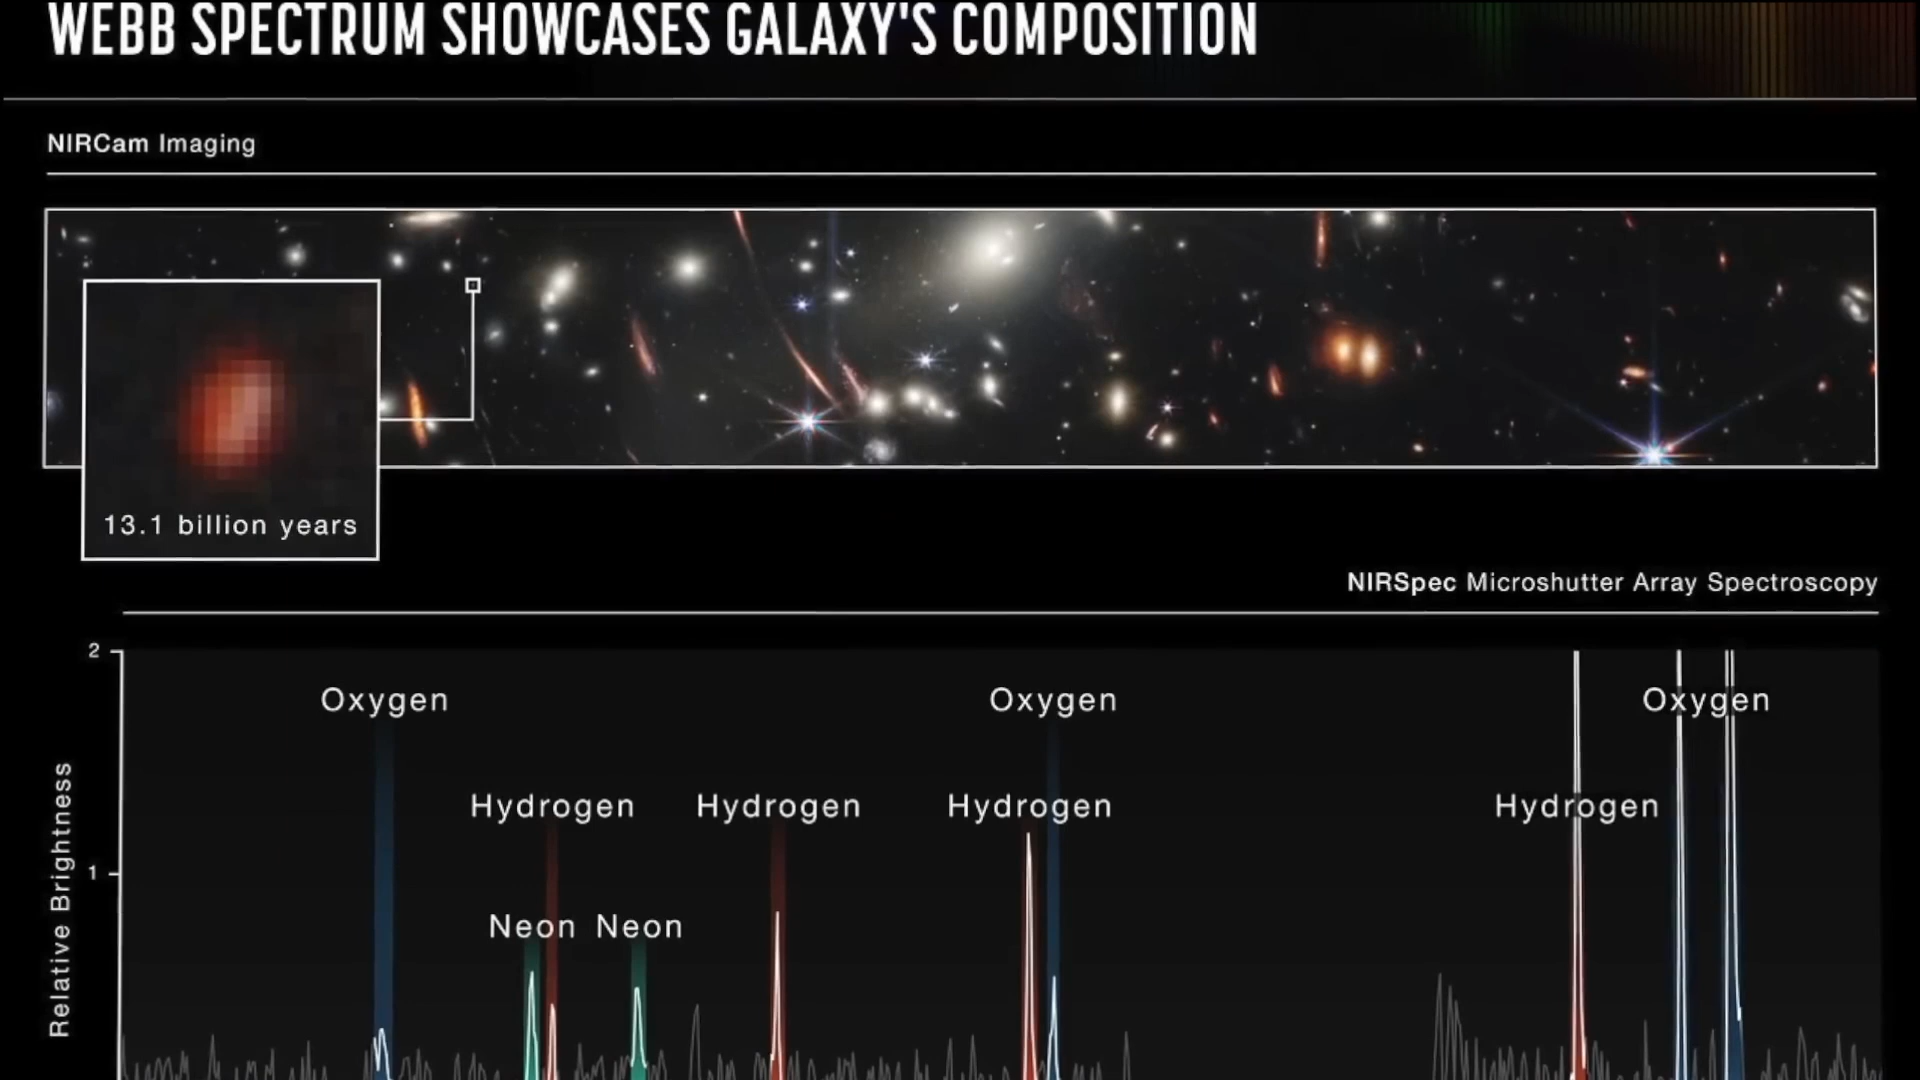 WEBB SPECTRUM SHOWCASES GALAXY'S COMPOSITION
NIRCam Imaging
13.1 billion years
NIRSpec Microshutter Array Spectroscopy
2
Oxygen Oxygen Oxygen
Hydrogen Hydrogen Hydrogen Hydrogen
1
Neon Neon
Relative Brightness